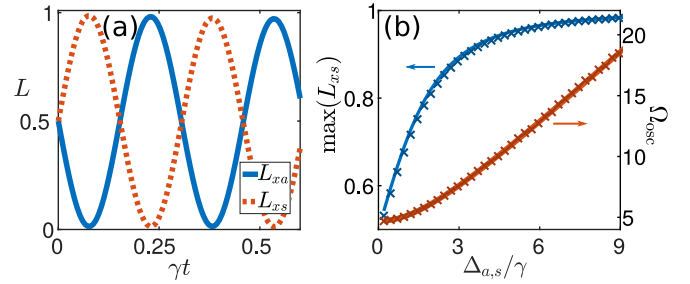 (a)
1
0.5
0
L
L_{xa}
L_{xs}
0
0.23
0.5
γt
(b)
1
0.8
0.6
max(L_{xs})
20
15
10
5
Ω_{osc}
0
3
6
9
Δ_{a,s}/γ